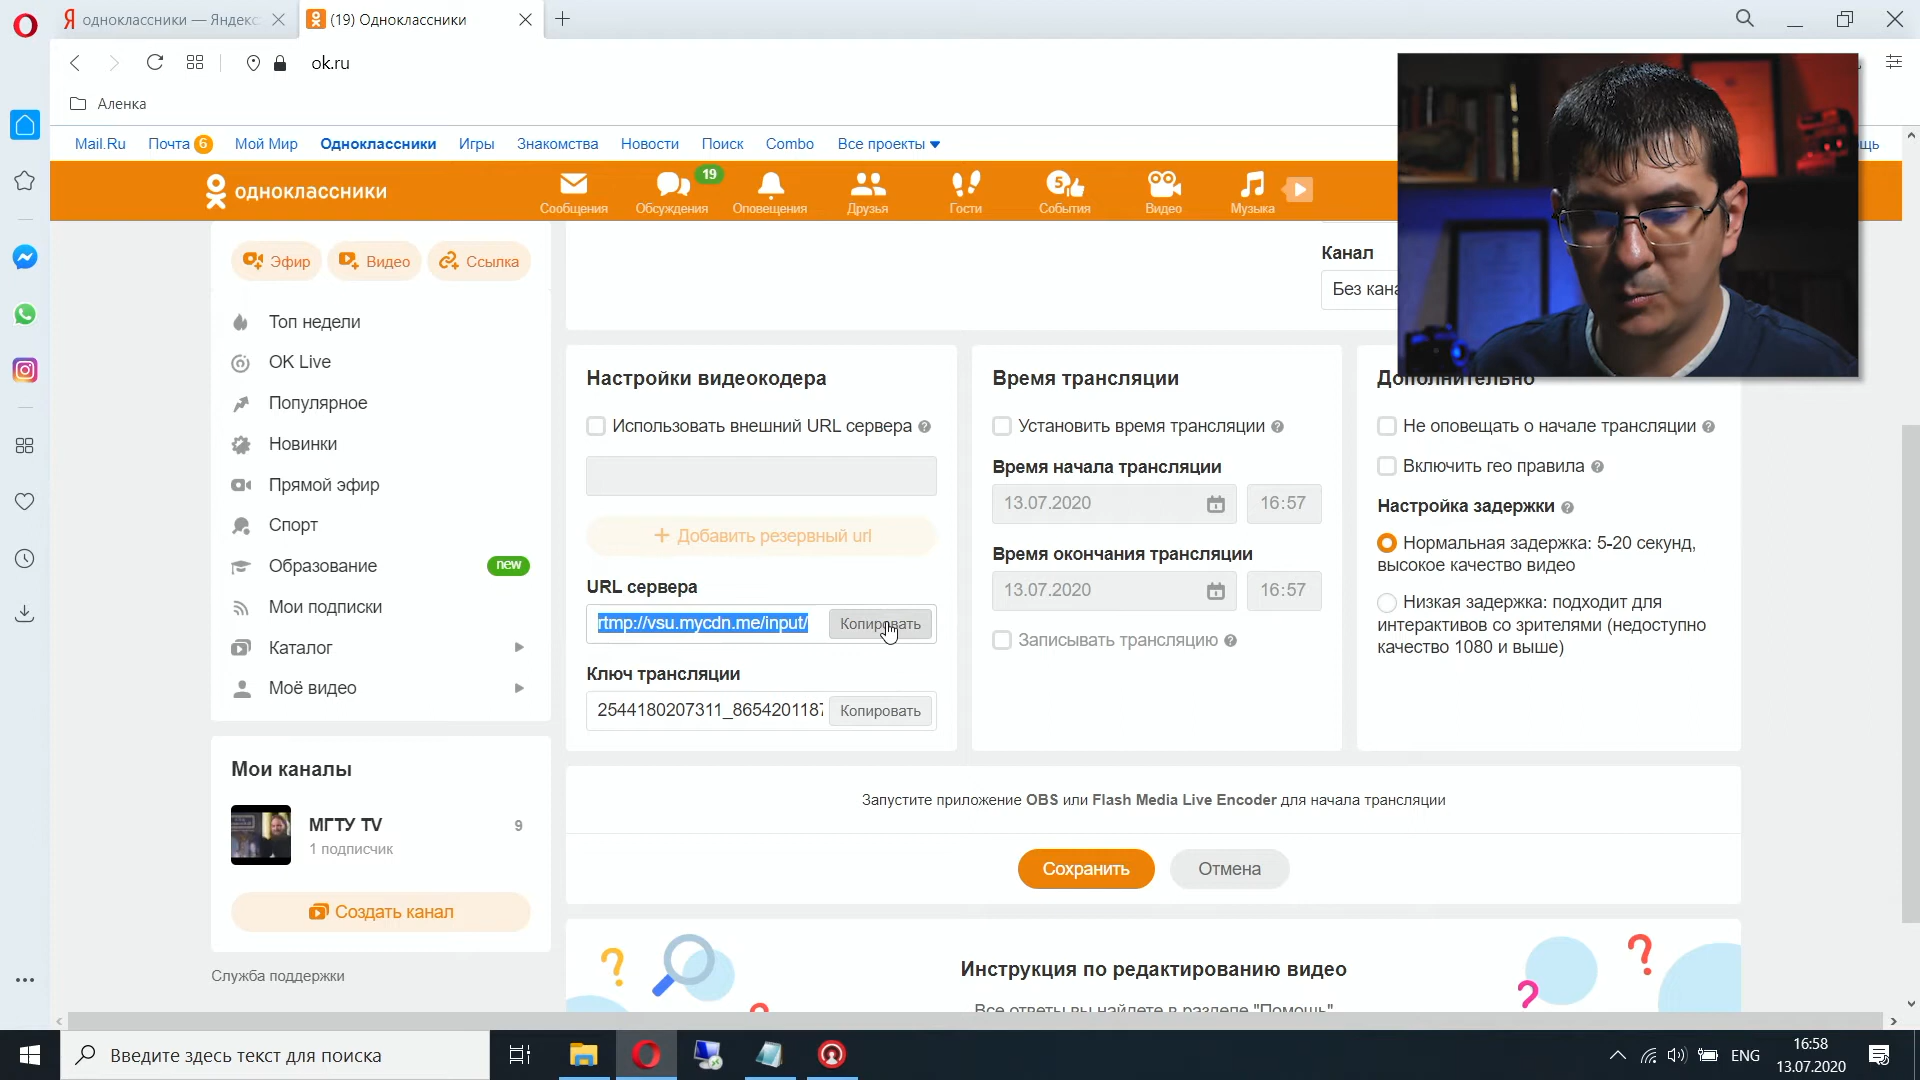 одноклассники — Яндекс
(19) Одноклассники
ok.ru
Аленка
Mail.Ru Почта 6 Мой Мир Одноклассники Игры Знакомства Новости Поиск Combo Все проекты
одноклассники
19
5
Сообщения Обсуждения Оповещения Друзья Гости События Видео Музыка
Эфир Видео Ссылка
Топ недели
OK Live
Популярное
Новинки
Прямой эфир
Спорт
Образование new
Мои подписки
Каталог
Моё видео
Мои каналы
МГТУ TV 9
1 подписчик
Создать канал
Служба поддержки
Канал
Без кана
Настройки видеокодера
Использовать внешний URL сервера
+ Добавить резервный url
URL сервера
rtmp://vsu.mycdn.me/input/ Копировать
Ключ трансляции
2544180207311_8654201187 Копировать
Время трансляции
Установить время трансляции
Время начала трансляции
13.07.2020 16:57
Время окончания трансляции
13.07.2020 16:57
Записывать трансляцию
Дополнительно
Не оповещать о начале трансляции
Включить гео правила
Настройка задержки
Нормальная задержка: 5-20 секунд,
высокое качество видео
Низкая задержка: подходит для
интерактивов со зрителями (недоступно
качество 1080 и выше)
Запустите приложение OBS или Flash Media Live Encoder для начала трансляции
Сохранить Отмена
Инструкция по редактированию видео
Все ответы вы найдете в разделе "Помощь"
Введите здесь текст для поиска
ENG
16:58
13.07.2020